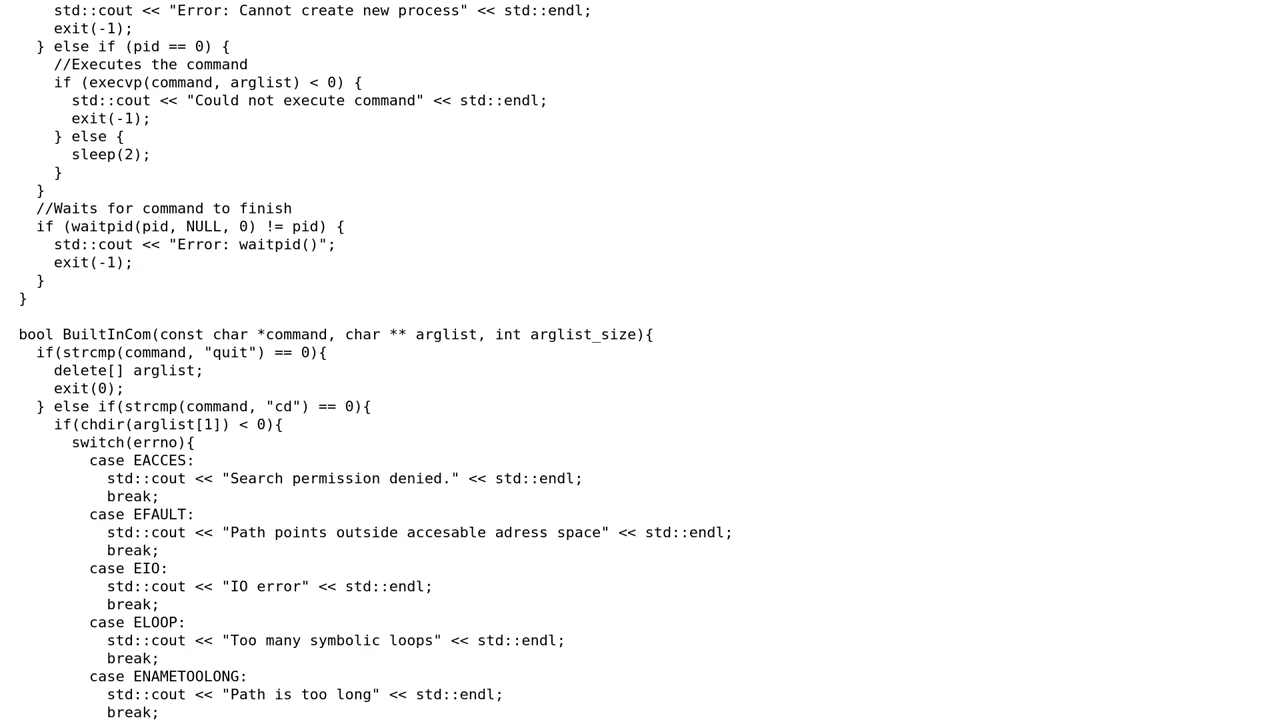 std::cout << "Error: Cannot create new process" << std::endl;
    exit(-1);
  } else if (pid == 0) {
    //Executes the command
    if (execvp(command, arglist) < 0) {
      std::cout << "Could not execute command" << std::endl;
      exit(-1);
    } else {
      sleep(2);
    }
  }
  //Waits for command to finish
  if (waitpid(pid, NULL, 0) != pid) {
    std::cout << "Error: waitpid()";
    exit(-1);
  }
}

bool BuiltInCom(const char *command, char ** arglist, int arglist_size){
  if(strcmp(command, "quit") == 0){
    delete[] arglist;
    exit(0);
  } else if(strcmp(command, "cd") == 0){
    if(chdir(arglist[1]) < 0){
      switch(errno){
        case EACCES:
          std::cout << "Search permission denied." << std::endl;
          break;
        case EFAULT:
          std::cout << "Path points outside accesable adress space" << std::endl;
          break;
        case EIO:
          std::cout << "IO error" << std::endl;
          break;
        case ELOOP:
          std::cout << "Too many symbolic loops" << std::endl;
          break;
        case ENAMETOOLONG:
          std::cout << "Path is too long" << std::endl;
          break;